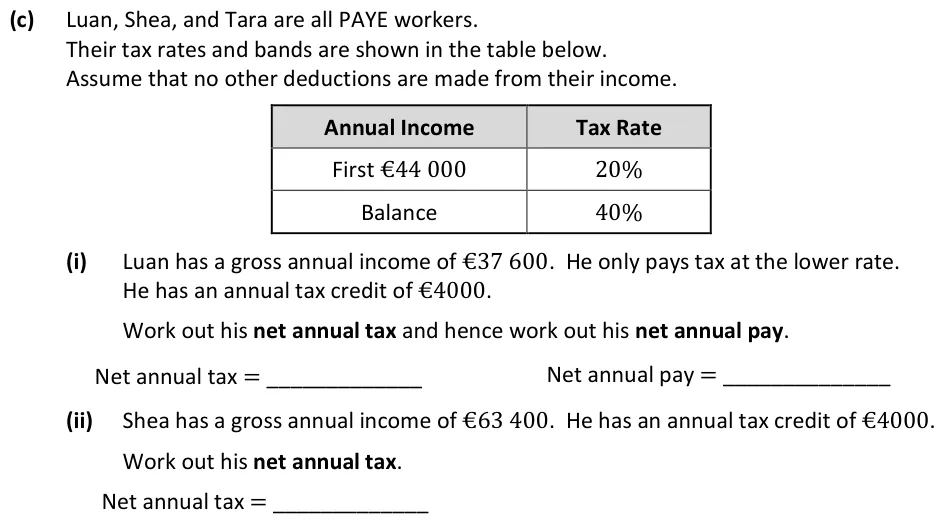 (c) Luan, Shea, and Tara are all PAYE workers.
Their tax rates and bands are shown in the table below.
Assume that no other deductions are made from their income.
Annual Income Tax Rate
First €44 000 20%
Balance 40%
(i) Luan has a gross annual income of €37 600. He only pays tax at the lower rate.
He has an annual tax credit of €4000.
Work out his net annual tax and hence work out his net annual pay.
Net annual tax = _____________ Net annual pay = ______________
(ii) Shea has a gross annual income of €63 400. He has an annual tax credit of €4000.
Work out his net annual tax.
Net annual tax = _____________